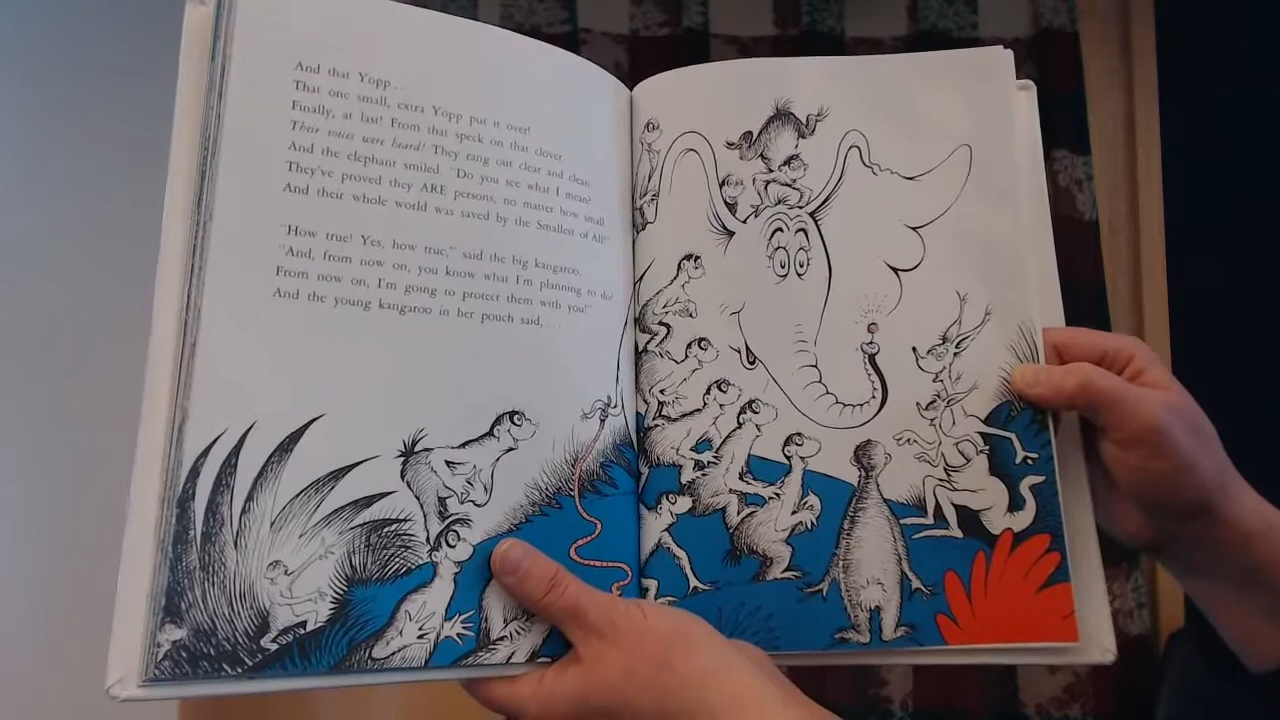 And that Yopp...
That one small, extra Yopp put it over!
Finally, at last! From that speck on that clover
Their voices were heard! They rang out clear and clean.
And the elephant smiled. "Do you see what I mean? . . .
They've proved they ARE persons, no matter how small.
And their whole world was saved by the Smallest of All!"
"How true! Yes, how true," said the big kangaroo.
"And, from now on, you know what I'm planning to do? . . .
From now on, I'm going to protect them with you!"
And the young kangaroo in her pouch said, . . .